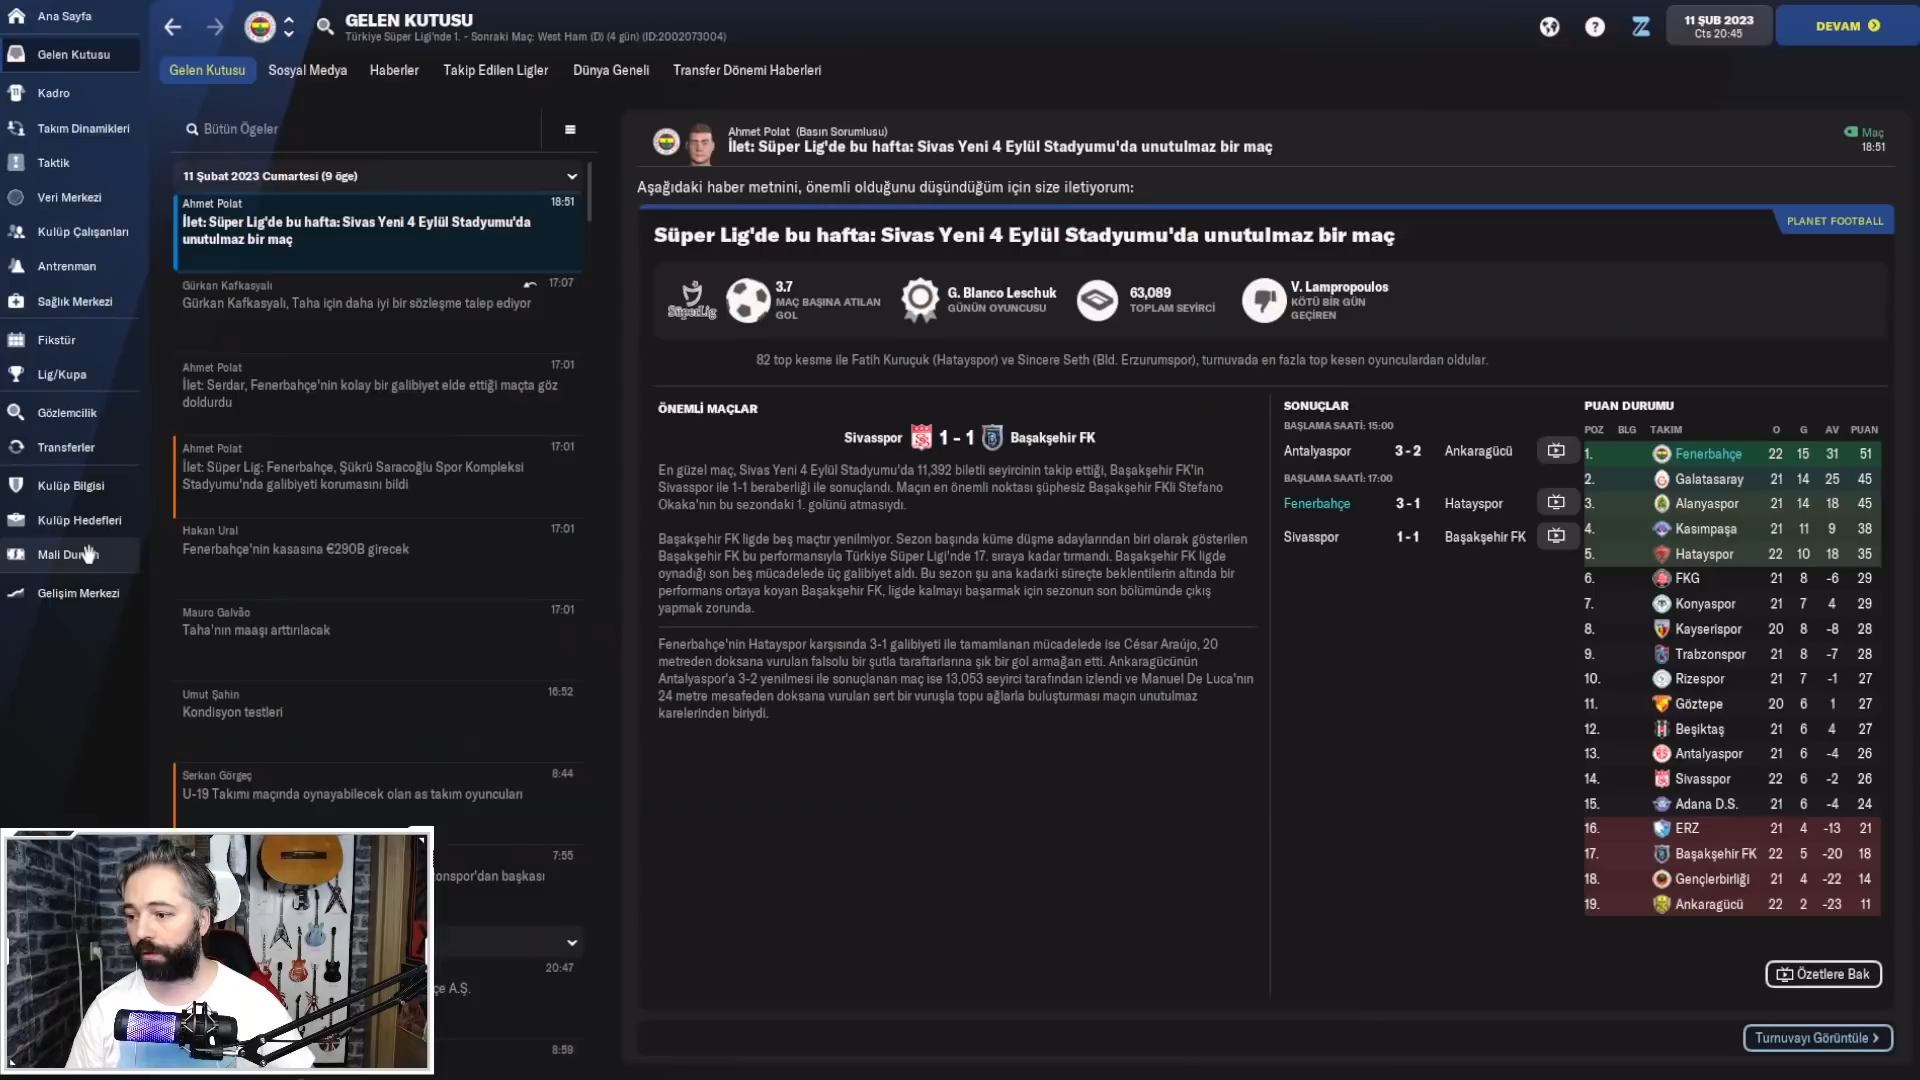 Ana Sayfa
Gelen Kutusu
Kadro
Takım Dinamikleri
Taktik
Veri Merkezi
Kulüp Çalışanları
Antrenman
Sağlık Merkezi
Fikstür
Lig/Kupa
Gözlemcilik
Transferler
Kulüp Bilgisi
Kulüp Hedefleri
Mali
Gelişim Merkezi
GELEN KUTUSU
Türkiye Süper Ligi'nde 1. - Sonraki Maç: West Ham (D) (4 gün) (ID:2002073004)
11 ŞUB 2023
Cts 20:45
DEVAM
Gelen Kutusu
Sosyal Medya
Haberler
Takip Edilen Ligler
Dünya Geneli
Transfer Dönemi Haberleri
Bütün Ögeler
11 Şubat 2023 Cumartesi (9 öge)
Ahmet Polat 18:51
İlet: Süper Lig'de bu hafta: Sivas Yeni 4 Eylül Stadyumu'da
unutulmaz bir maç
Gürkan Kafkasyalı 17:07
Gürkan Kafkasyalı, Taha için daha iyi bir sözleşme talep ediyor
Ahmet Polat 17:01
İlet: Serdar, Fenerbahçe'nin kolay bir galibiyet elde ettiği maçta göz
doldurdu
Ahmet Polat 17:01
İlet: Süper Lig: Fenerbahçe, Şükrü Saracoğlu Spor Kompleksi
Stadyumu'nda galibiyeti korumasını bildi
Hakan Ural 17:01
Fenerbahçe'nin kasasına €290B girecek
Mauro Galvão 17:01
Taha'nın maaşı arttırılacak
Umut Şahin 16:52
Kondisyon testleri
Serkan Görgeç 8:44
U-19 Takımı maçında oynayabilecek olan as takım oyuncuları
7:55
onspor'dan başkası
20:47
çe A.Ş.
8:59
Ahmet Polat (Basın Sorumlusu)
İlet: Süper Lig'de bu hafta: Sivas Yeni 4 Eylül Stadyumu'da unutulmaz bir maç
Maç
18:51
Aşağıdaki haber metnini, önemli olduğunu düşündüğüm için size iletiyorum:
PLANET FOOTBALL
Süper Lig'de bu hafta: Sivas Yeni 4 Eylül Stadyumu'da unutulmaz bir maç
SüperLig
3.7
MAÇ BAŞINA ATILAN
GOL
G. Blanco Leschuk
GÜNÜN OYUNCUSU
63,089
TOPLAM SEYİRCİ
V. Lampropoulos
KÖTÜ BİR GÜN
GEÇİREN
82 top kesme ile Fatih Kuruçuk (Hatayspor) ve Sincere Seth (Bld. Erzurumspor), turnuvada en fazla top kesen oyunculardan oldular.
ÖNEMLİ MAÇLAR
Sivasspor 1 - 1 Başakşehir FK
En güzel maç, Sivas Yeni 4 Eylül Stadyumu'da 11,392 biletli seyircinin takip ettiği, Başakşehir FK'in
Sivasspor ile 1-1 beraberliği ile sonuçlandı. Maçın en önemli noktası şüphesiz Başakşehir FKli Stefano
Okaka'nın bu sezondaki 1. golünü atmasıydı.
Başakşehir FK ligde beş maçtır yenilmiyor. Sezon başında küme düşme adaylarından biri olarak gösterilen
Başakşehir FK bu performansıyla Türkiye Süper Ligi'nde 17. sıraya kadar tırmandı. Başakşehir FK ligde
oynadığı son beş mücadelede üç galibiyet aldı. Bu sezon şu ana kadarki süreçte beklentilerin altında bir
performans ortaya koyan Başakşehir FK, ligde kalmayı başarmak için sezonun son bölümünde çıkış
yapmak zorunda.
Fenerbahçe'nin Hatayspor karşısında 3-1 galibiyeti ile tamamlanan mücadelede ise César Araújo, 20
metreden doksana vurulan falsolu bir şutla taraftarlarına şık bir gol armağan etti. Ankaragücünün
Antalyaspor'a 3-2 yenilmesi ile sonuçlanan maç ise 13,053 seyirci tarafından izlendi ve Manuel De Luca'nın
24 metre mesafeden doksana vurulan sert bir vuruşla topu ağlarla buluşturması maçın unutulmaz
karelerinden biriydi.
SONUÇLAR
BAŞLAMA SAATİ: 15:00
Antalyaspor 3-2 Ankaragücü
BAŞLAMA SAATİ: 17:00
Fenerbahçe 3-1 Hatayspor
Sivasspor 1-1 Başakşehir FK
PUAN DURUMU
POZ BLG TAKIM O G AV PUAN
1. Fenerbahçe 22 15 31 51
2. Galatasaray 21 14 25 45
3. Alanyaspor 21 14 18 45
4. Kasımpaşa 21 11 9 38
5. Hatayspor 22 10 18 35
6. FKG 21 8 -6 29
7. Konyaspor 21 7 4 29
8. Kayserispor 20 8 -8 28
9. Trabzonspor 21 8 -7 28
10. Rizespor 21 7 -1 27
11. Göztepe 20 6 1 27
12. Beşiktaş 21 6 4 27
13. Antalyaspor 21 6 -4 26
14. Sivasspor 22 6 -2 26
15. Adana D.S. 21 6 -4 24
16. ERZ 21 4 -13 21
17. Başakşehir FK 22 5 -20 18
18. Gençlerbirliği 21 4 -22 14
19. Ankaragücü 22 2 -23 11
Özetlere Bak
Turnuvayı Görüntüle >